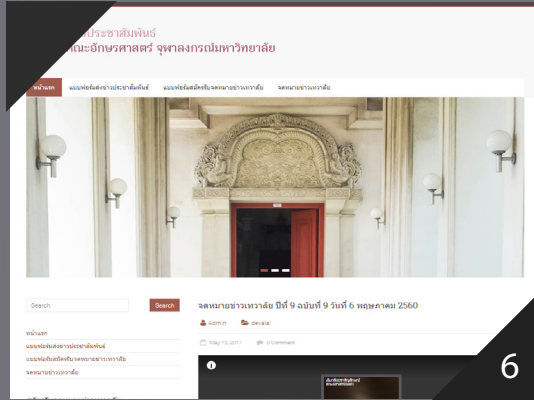 ประชาสัมพันธ์
คณะอักษรศาสตร์ จุฬาลงกรณ์มหาวิทยาลัย
หน้าแรก แบบฟอร์มส่งข่าวประชาสัมพันธ์ แบบฟอร์มสมัครรับจดหมายข่าวเทวาลัย จดหมายข่าวเทวาลัย
Search Search
จดหมายข่าวเทวาลัย ปีที่ 9 ฉบับที่ 9 วันที่ 6 พฤษภาคม 2560
Admin devalai
May 13, 2017 0 Comment
หน้าแรก
แบบฟอร์มส่งข่าวประชาสัมพันธ์
แบบฟอร์มสมัครรับจดหมายข่าวเทวาลัย
จดหมายข่าวเทวาลัย
6